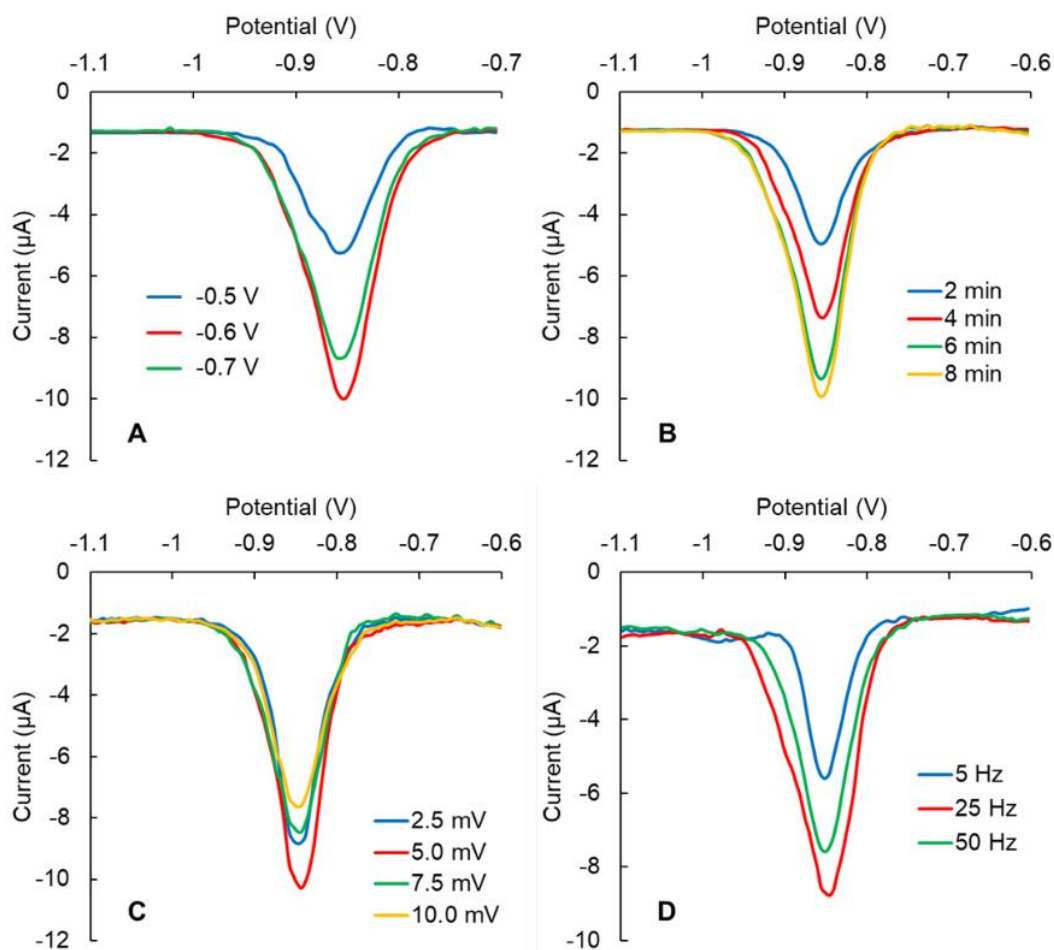 Potential (V)
-1.1 -1 -0.9 -0.8 -0.7
0
-2
-4
-6
-8
-10
-12
Current (µA)
-0.5 V
-0.6 V
-0.7 V
A
Potential (V)
-1.1 -1 -0.9 -0.8 -0.7 -0.6
0
-2
-4
-6
-8
-10
-12
Current (µA)
2 min
4 min
6 min
8 min
B
Potential (V)
-1.1 -1 -0.9 -0.8 -0.7 -0.6
0
-2
-4
-6
-8
-10
-12
Current (µA)
2.5 mV
5.0 mV
7.5 mV
10.0 mV
C
Potential (V)
-1.1 -1 -0.9 -0.8 -0.7 -0.6
0
-2
-4
-6
-8
-10
Current (µA)
5 Hz
25 Hz
50 Hz
D